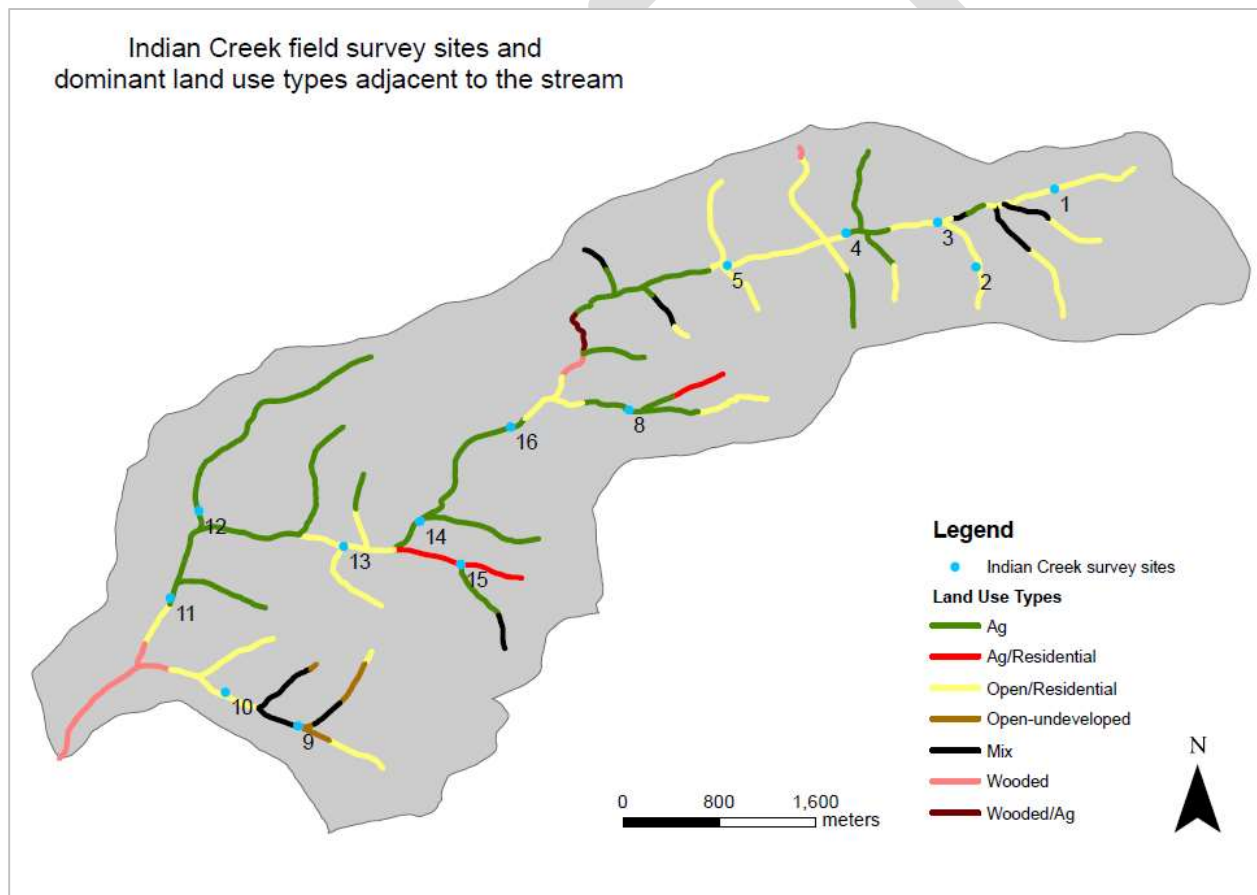 Indian Creek field survey sites and
dominant land use types adjacent to the stream
1
3
4
2
5
8
16
12
14
13
15
11
10
9
Legend
Indian Creek survey sites
Land Use Types
Ag
Ag/Residential
Open/Residential
Open-undeveloped
Mix
Wooded
Wooded/Ag
N
0 800 1,600
meters